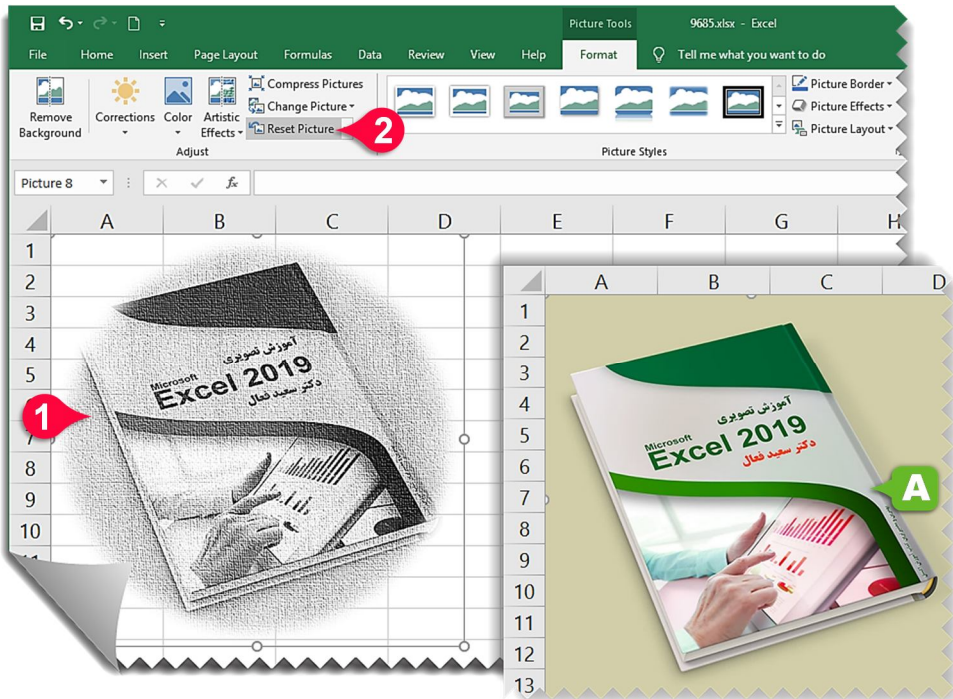 Picture Tools
9685.xlsx - Excel
File Home Insert Page Layout Formulas Data Review View Help Format Tell me what you want to do
Remove Background
Corrections
Color
Artistic Effects
Compress Pictures
Change Picture
Reset Picture
2
Adjust
Picture Styles
Picture Border
Picture Effects
Picture Layout
Picture 8
fx
A B C D E F G H
1
2
3
4
5
7
8
9
10
11
1
آموزش تصویری
Microsoft
Excel 2019
دکتر سعید فعال
A B C D
1
2
3
4
5
6
7
8
9
10
11
12
13
آموزش تصویری
Microsoft
Excel 2019
دکتر سعید فعال
A